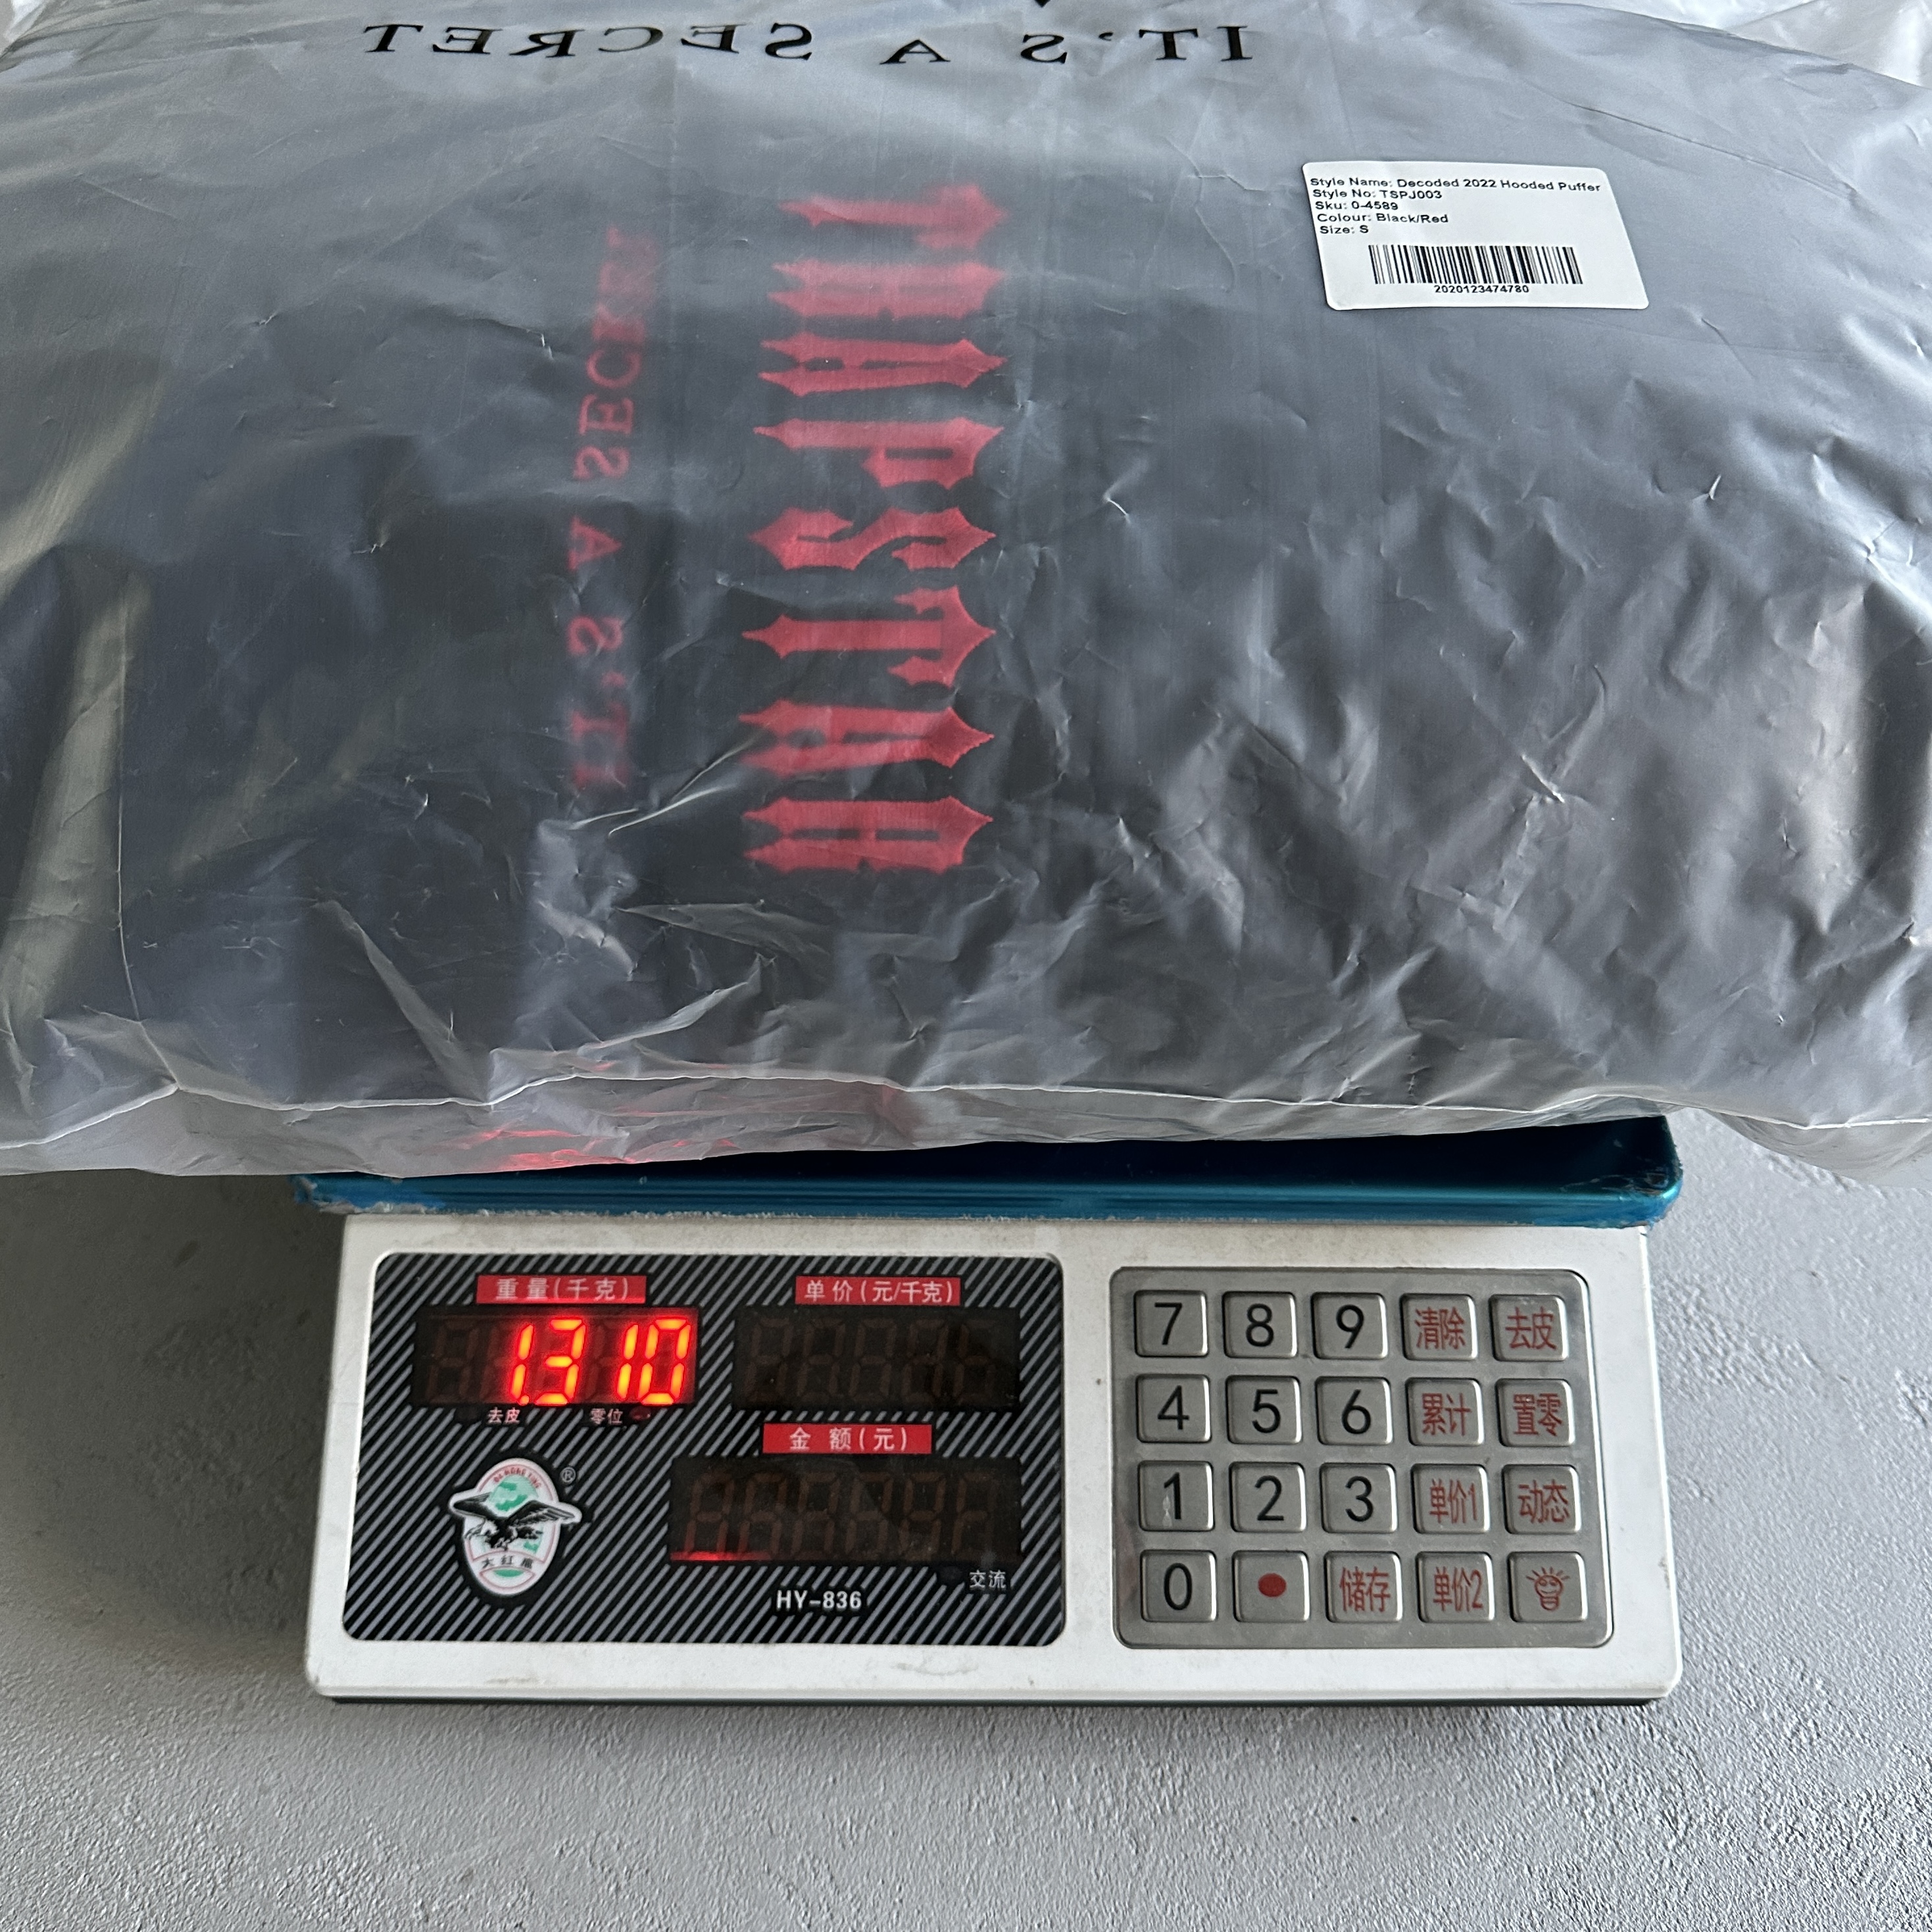 IT'S A SECRET
Style Name: Decoded 2022 Hooded Puffer
Style No: TSPJ003
Sku: 0-4589
Colour: Black/Red
Size: S
2020123474780
TRAPSTAR
IT'S A SECRET
重量(千克)
单价(元/千克)
1.310
去皮 零位
金额(元)
大红鹰
®
交流
HY-836
7 8 9 清除 去皮
4 5 6 累计 置零
1 2 3 单价1 动态
0 储存 单价2